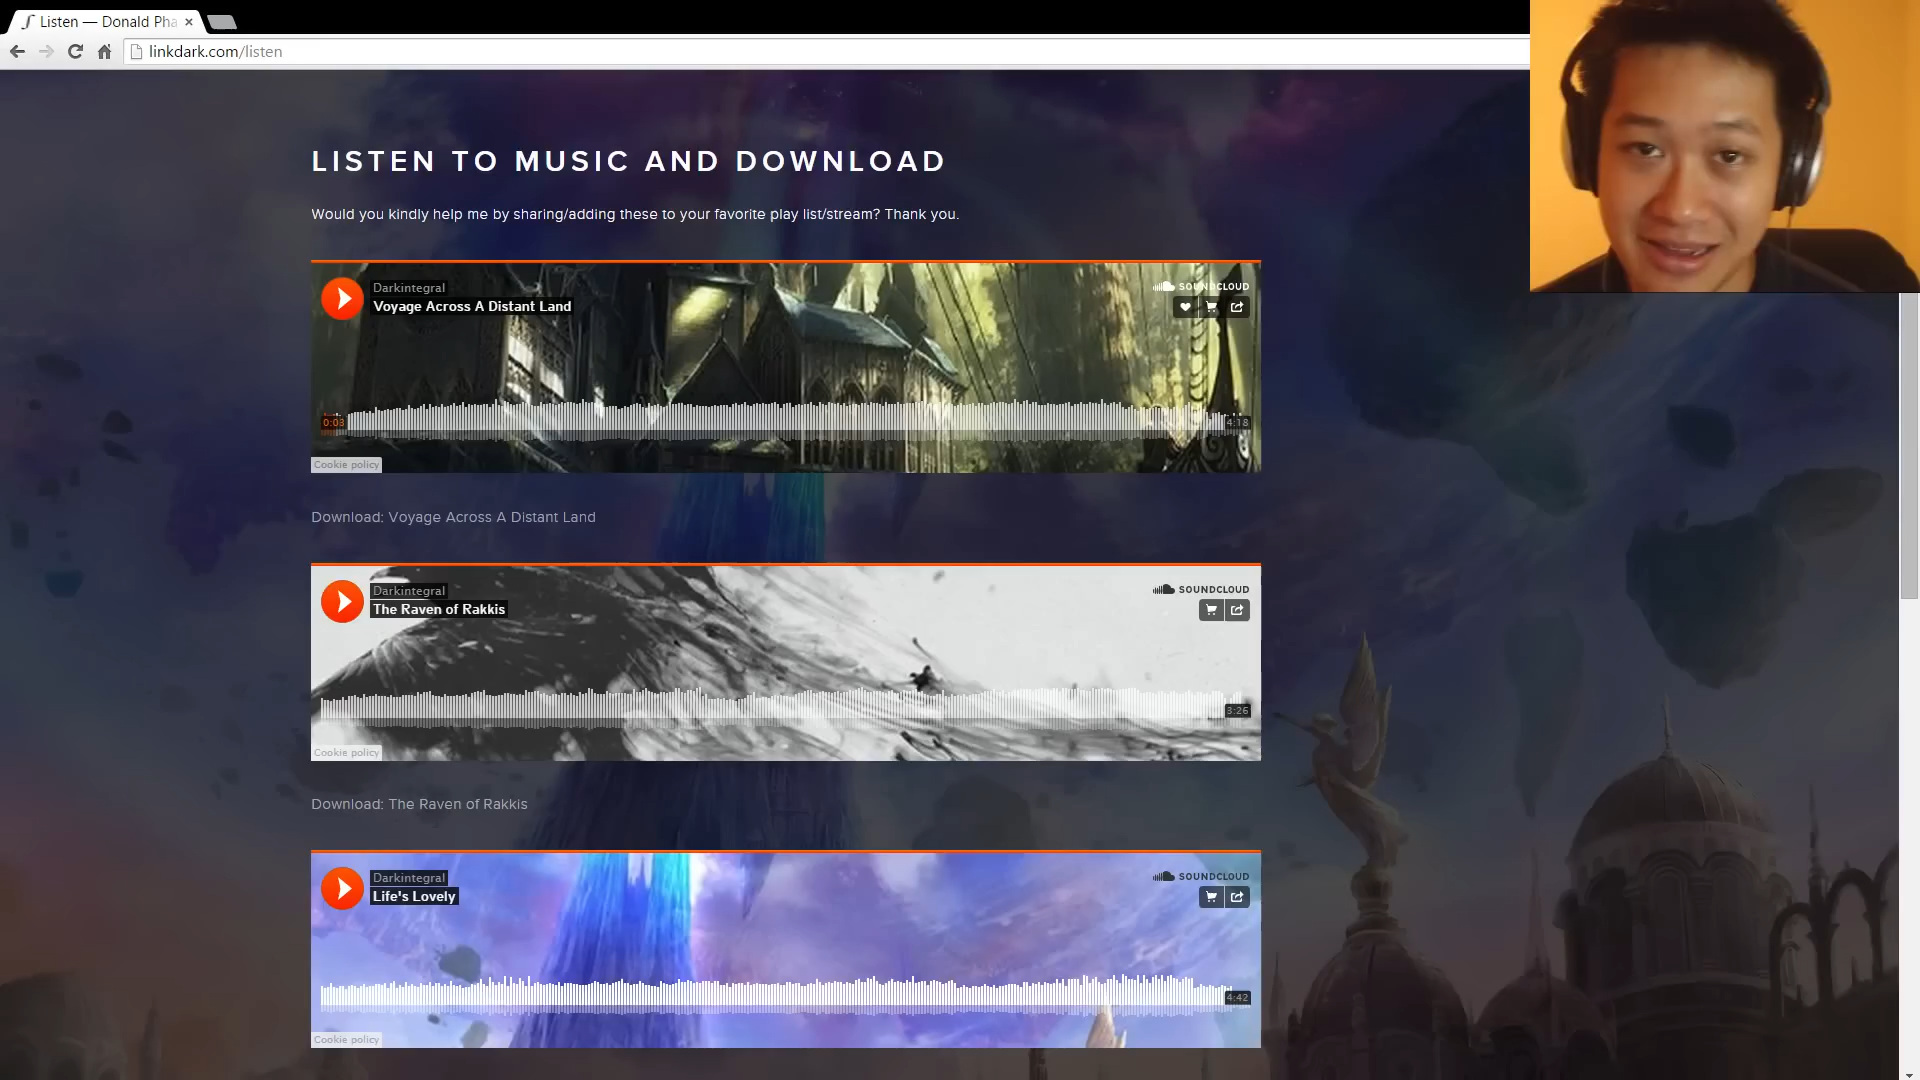 Listen — Donald Pha
linkdark.com/listen
LISTEN TO MUSIC AND DOWNLOAD
Would you kindly help me by sharing/adding these to your favorite play list/stream? Thank you.
Darkintegral
Voyage Across A Distant Land
SOUNDCLOUD
0:03
4:18
Cookie policy
Download: Voyage Across A Distant Land
Darkintegral
The Raven of Rakkis
SOUNDCLOUD
3:26
Cookie policy
Download: The Raven of Rakkis
Darkintegral
Life's Lovely
SOUNDCLOUD
4:42
Cookie policy